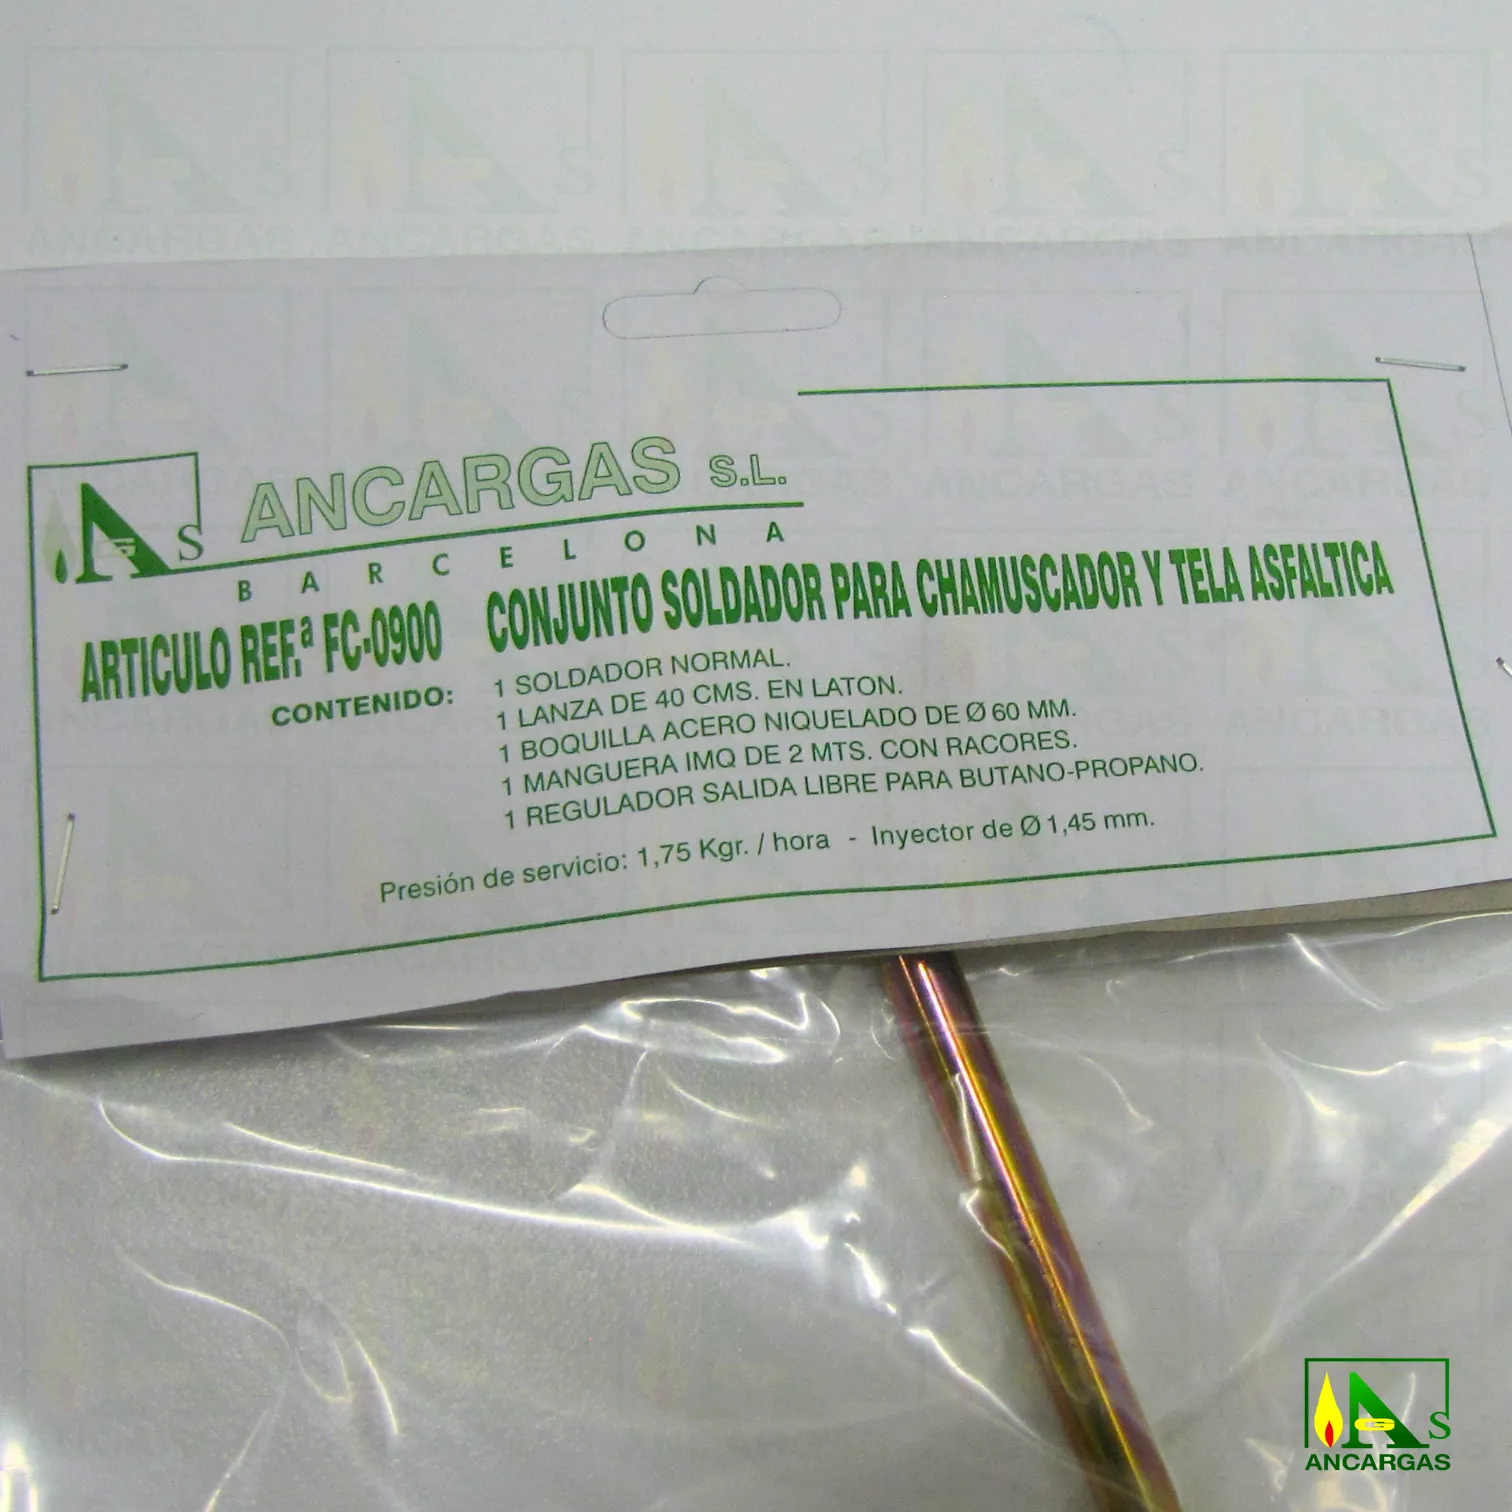 As ANCARGAS S.L.
BARCELONA
ARTICULO REF.ª FC-0900 CONJUNTO SOLDADOR PARA CHAMUSCADOR Y TELA ASFALTICA
CONTENIDO: 1 SOLDADOR NORMAL.
1 LANZA DE 40 CMS. EN LATON.
1 BOQUILLA ACERO NIQUELADO DE Ø 60 MM.
1 MANGUERA IMQ DE 2 MTS. CON RACORES.
1 REGULADOR SALIDA LIBRE PARA BUTANO-PROPANO.
Presión de servicio: 1,75 Kgr. / hora - Inyector de Ø 1,45 mm.
As
ANCARGAS